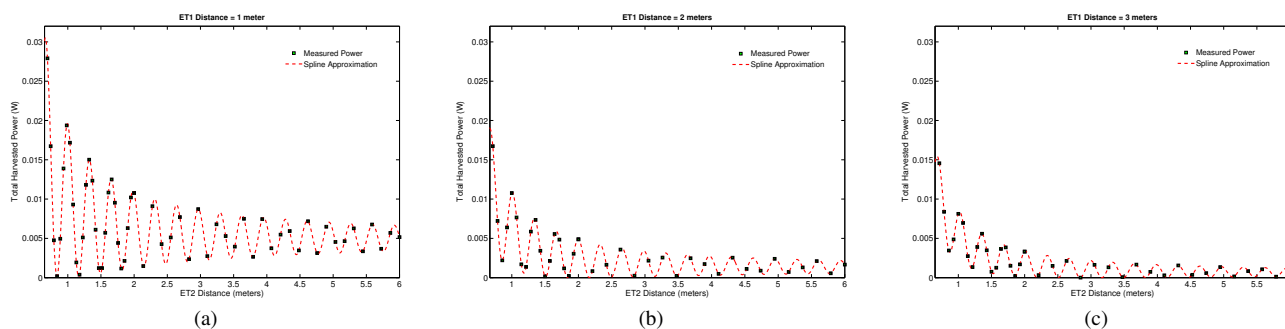 ET1 Distance = 1 meter
0.03
0.025
0.02
0.015
0.01
0.005
0
Total Harvested Power (W)
Measured Power
Spline Approximation
1 1.5 2 2.5 3 3.5 4 4.5 5 5.5 6
ET2 Distance (meters)
(a)
ET1 Distance = 2 meters
0.03
0.025
0.02
0.015
0.01
0.005
0
Total Harvested Power (W)
Measured Power
Spline Approximation
1 1.5 2 2.5 3 3.5 4 4.5 5 5.5 6
ET2 Distance (meters)
(b)
ET1 Distance = 3 meters
0.03
0.025
0.02
0.015
0.01
0.005
0
Total Harvested Power (W)
Measured Power
Spline Approximation
1 1.5 2 2.5 3 3.5 4 4.5 5 5.5 6
ET2 Distance (meters)
(c)